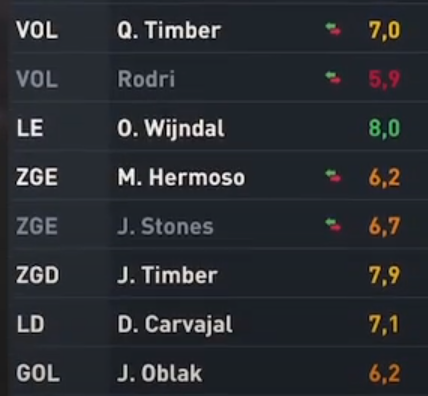 VOL Q. Timber 7,0
VOL Rodri 5,9
LE O. Wijndal 8,0
ZGE M. Hermoso 6,2
ZGE J. Stones 6,7
ZGD J. Timber 7,9
LD D. Carvajal 7,1
GOL J. Oblak 6,2